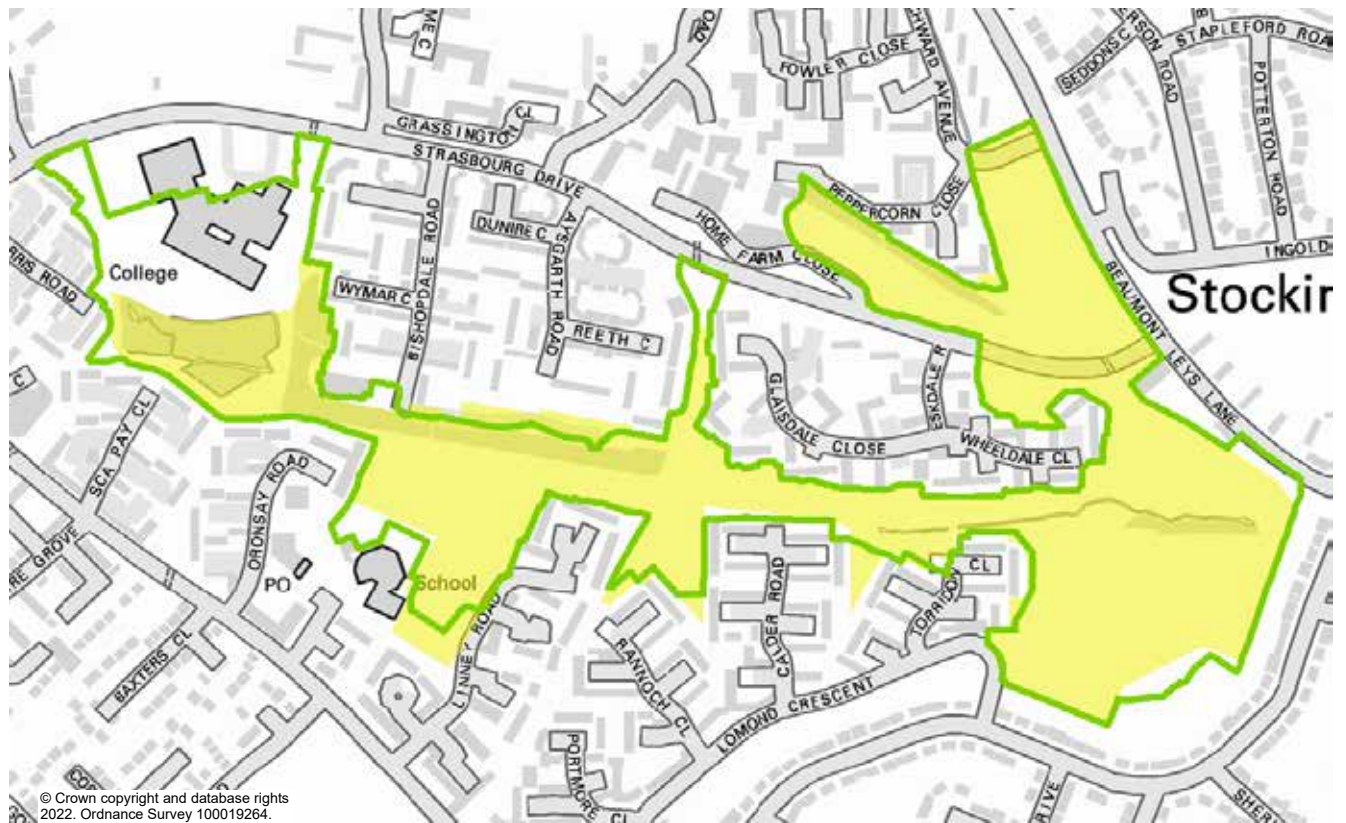 FOWLER CLOSE
STAPLEFORD ROA
POTTERTON ROAD
GRASSINGTON CL
STRASBOURG DRIVE
AVENUE
PEPPERCORN
CLOSE
DUNIRE C
AYSGARTH ROAD
BISHOPDALE ROAD
HOME FARM CLOSE
INGOLD
College
WYMAR C
REETH C
BEAUMONT LEYS LANE
Stockin
GLAISDALE CLOSE
ESKDALE R
WHEELDALE CL
SCA PAY CL
ORONSAY ROAD
PO
School
LINNEY ROAD
CALDER ROAD
TORRIDON CL
RANNOCH CL
LOMOND CRESCENT
BAXTERS CL
PORTMORE CL
© Crown copyright and database rights
2022. Ordnance Survey 100019264.